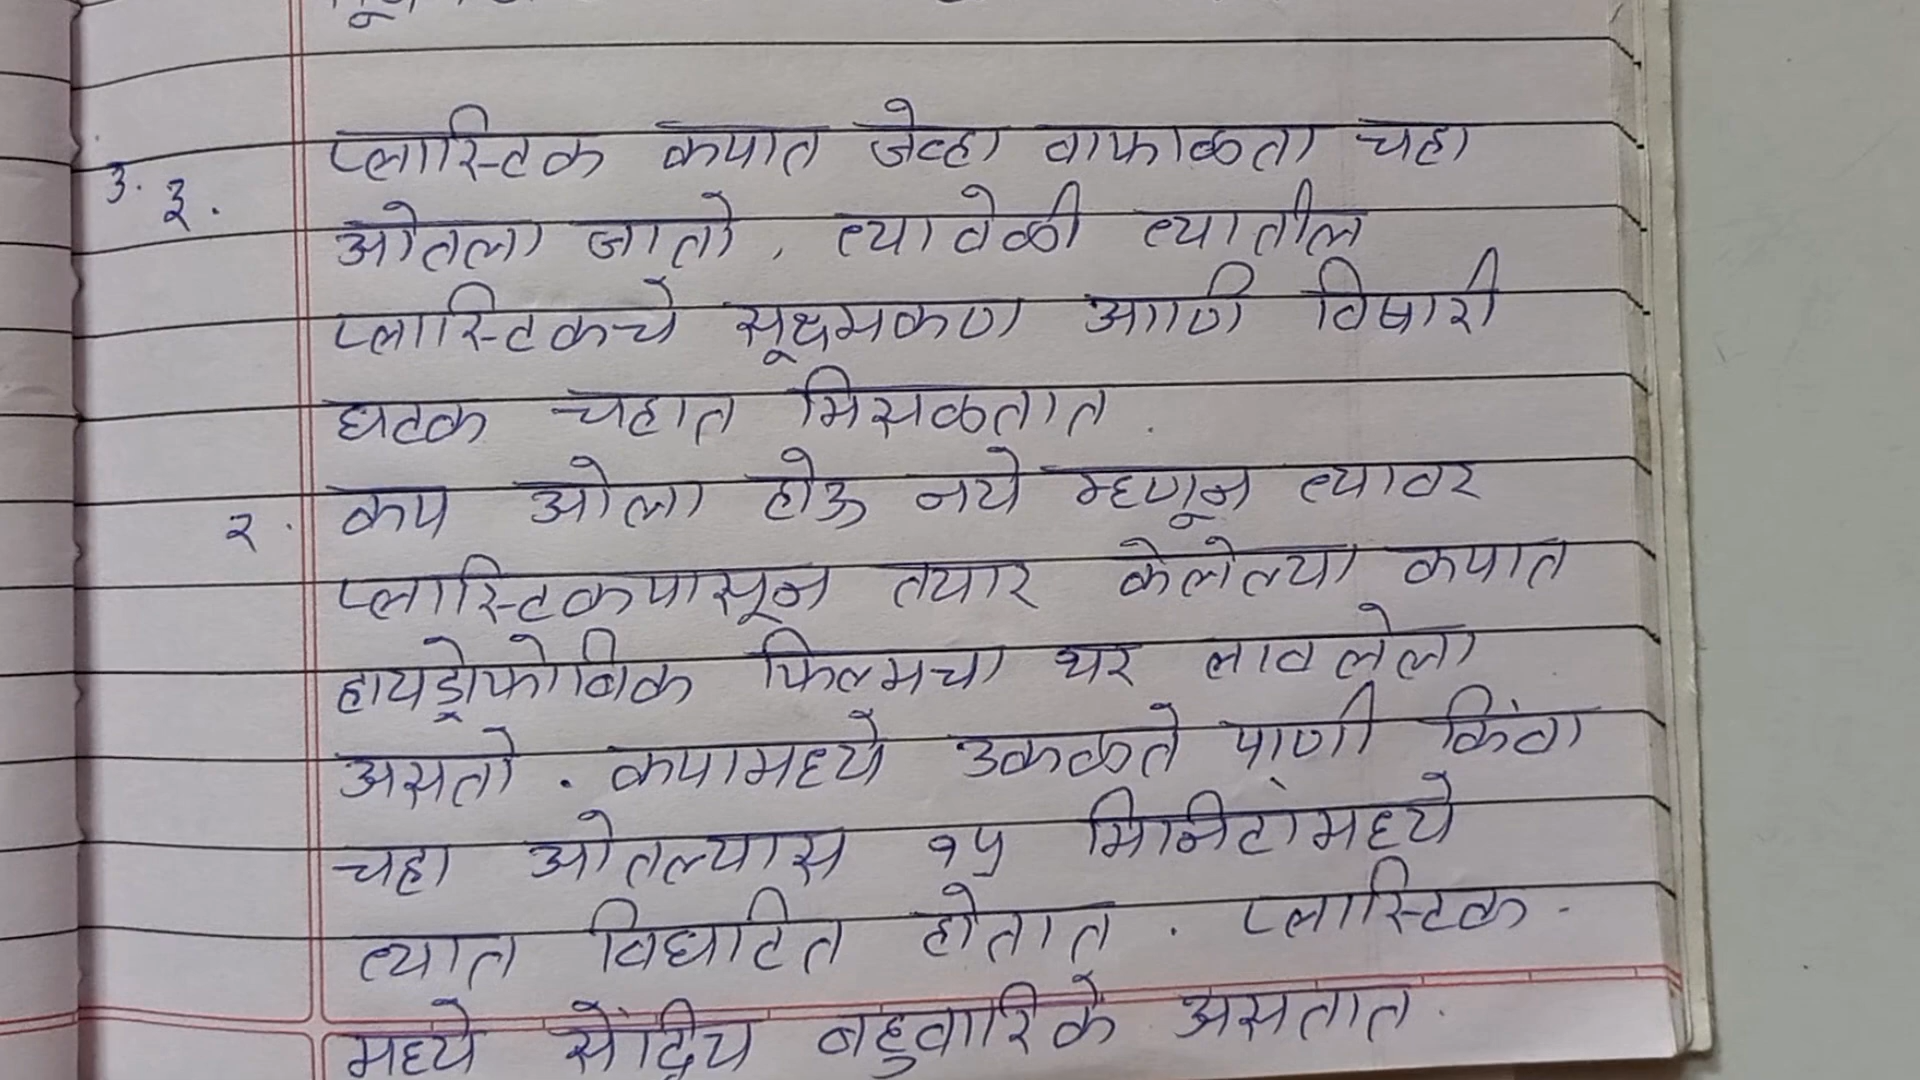 ३. ३. प्लास्टिक कपात जेव्हा वाफाळता चहा
ओतला जातो, त्यावेळी त्यातील
प्लास्टिकचे सूक्ष्मकण आणि विषारी
घटक चहात मिसळतात.
२. कप ओला होऊ नये म्हणून त्यावर
प्लास्टिकपासून तयार केलेल्या कपात
हायड्रोफोबिक फिल्मचा थर लावलेला
असतो. कपामध्ये उकळते पाणी किंवा
चहा ओतल्यास १५ मिनिटांमध्ये
त्यात विघटित होतात. प्लास्टिक-
मध्ये सेंद्रिय बहुवारिके असतात.